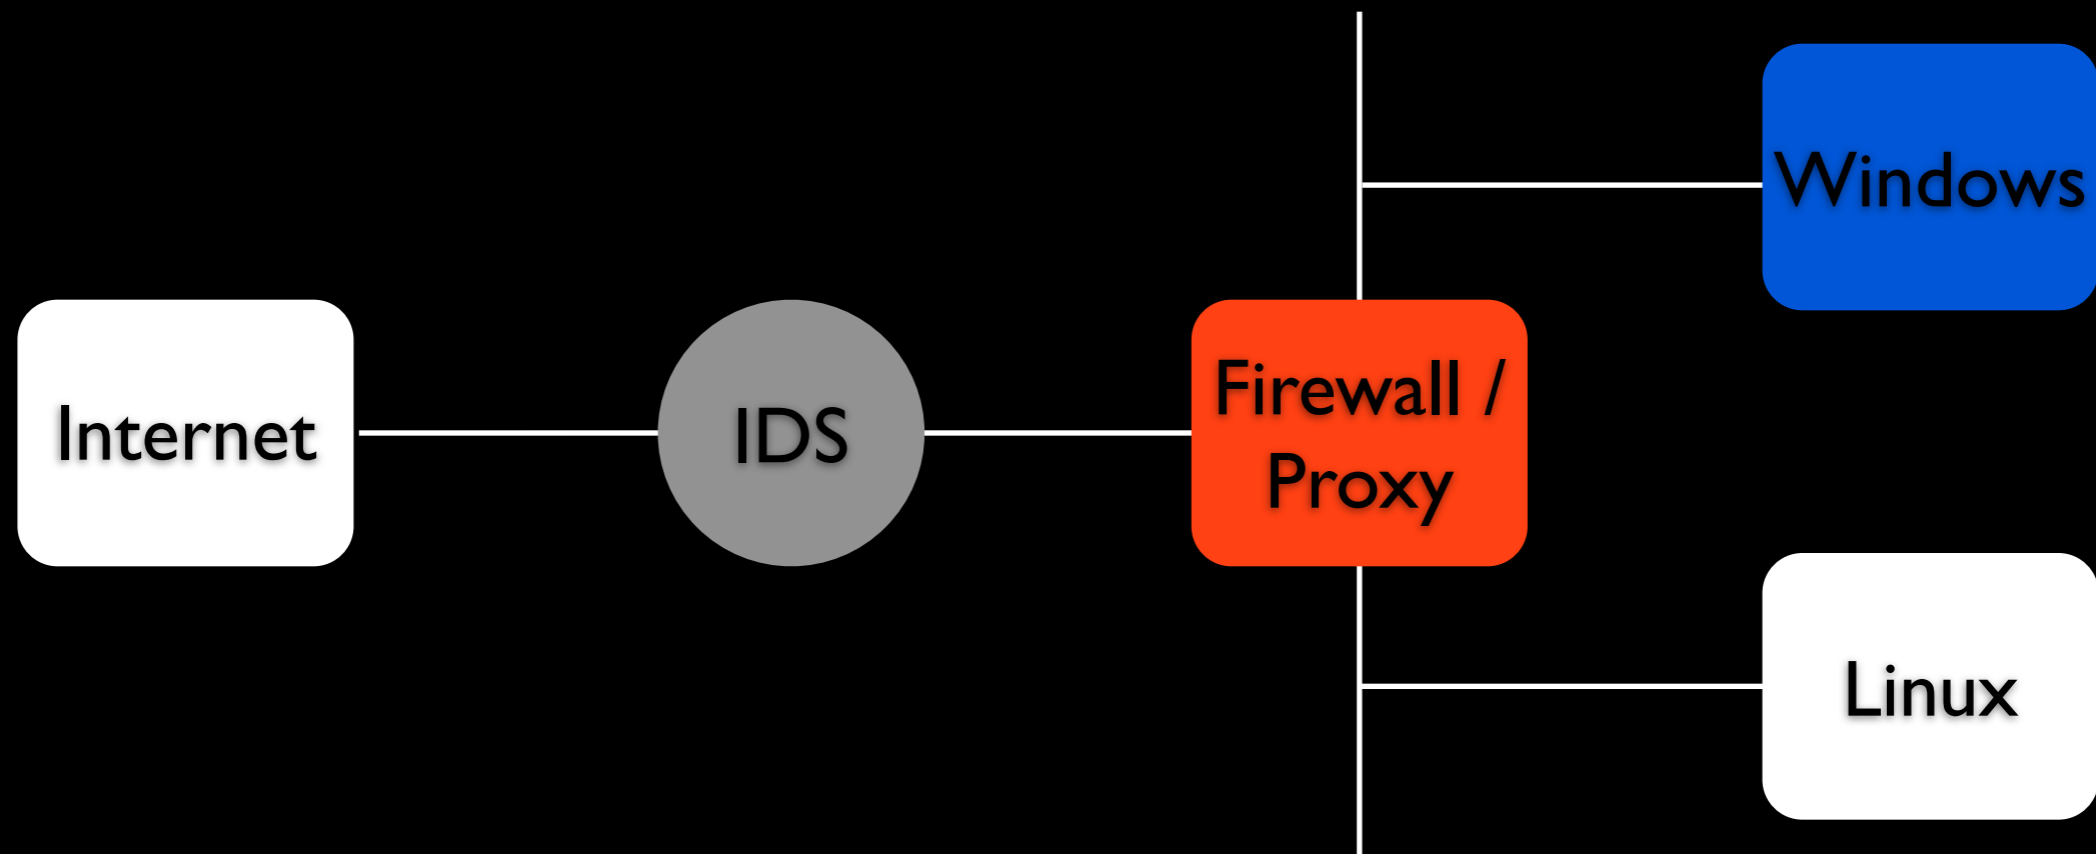 Windows
Internet
IDS
Firewall /
Proxy
Linux